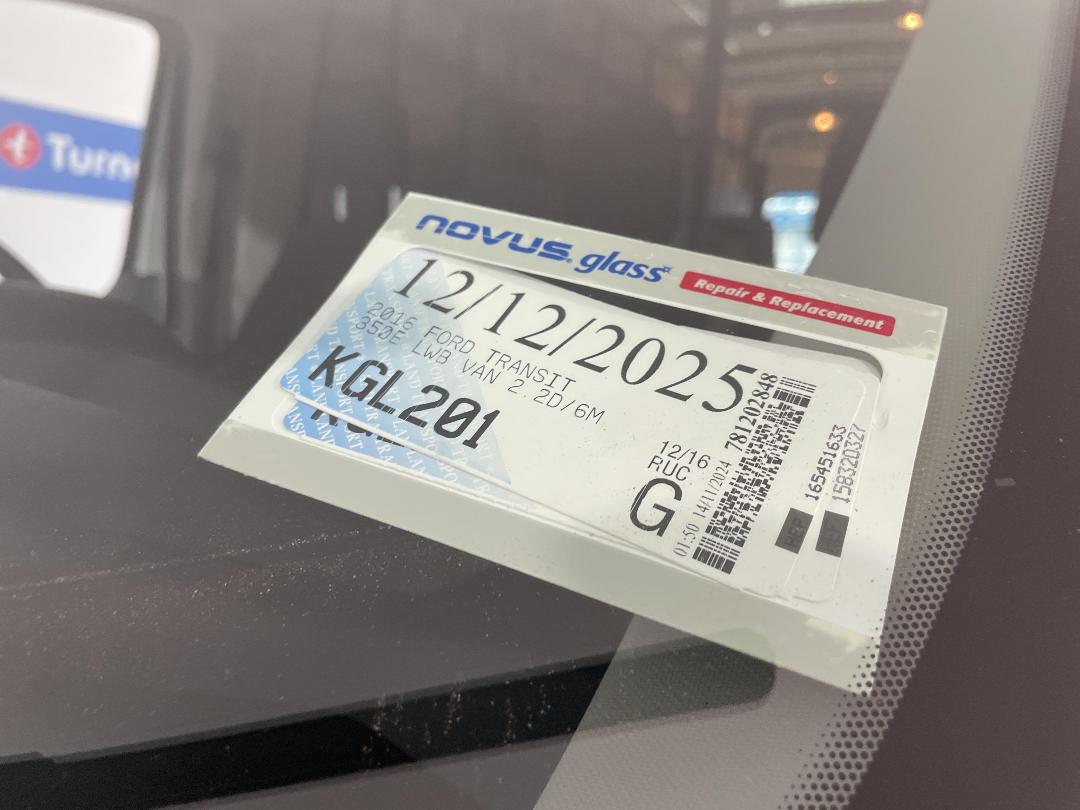 Turn
novus glass
Repair & Replacement
12/12/2025
2016 FORD TRANSIT
350E LWB VAN 2.2D/6M
KGL201
12/16
RUC
G
01:50 14/11/2024 781202848
165451633
158320327